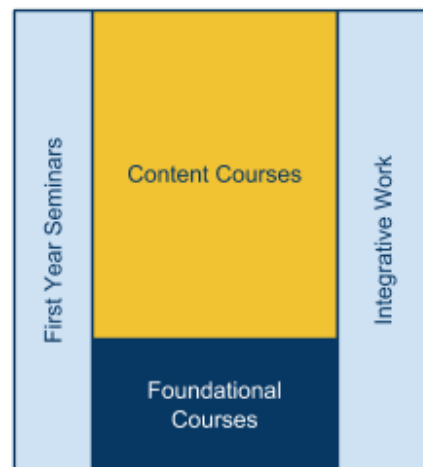 First Year Seminars
Content Courses
Foundational
Courses
Integrative Work